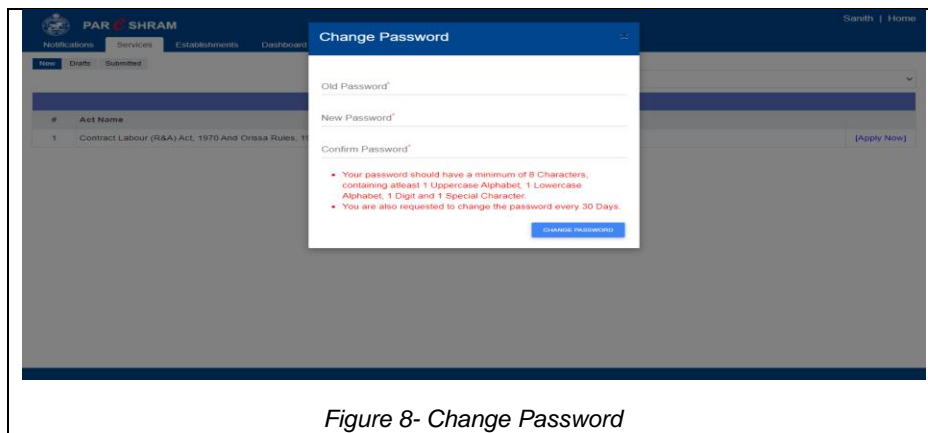 PAR e SHRAM
Sanith | Home
Notifications Services Establishments Dashboard
New Drafts Submitted
# Act Name
1 Contract Labour (R&A) Act, 1970 And Orissa Rules, 19 [Apply Now]
Change Password
Old Password*
New Password*
Confirm Password*
• Your password should have a minimum of 8 Characters,
containing atleast 1 Uppercase Alphabet, 1 Lowercase
Alphabet, 1 Digit and 1 Special Character.
• You are also requested to change the password every 30 Days.
CHANGE PASSWORD
Figure 8- Change Password